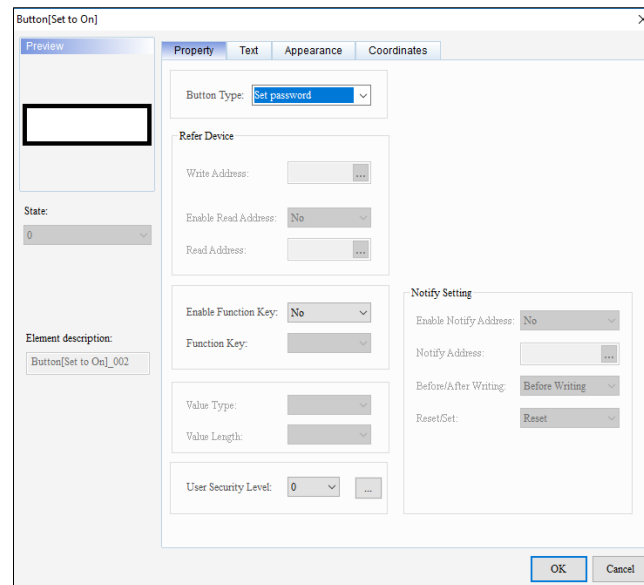 Button[Set to On]
Preview
State:
0
Element description:
Button[Set to On]_002
Property Text Appearance Coordinates
Button Type: Set password
Refer Device
Write Address: ...
Enable Read Address: No
Read Address: ...
Enable Function Key: No
Function Key:
Value Type:
Value Length:
User Security Level: 0 ...
Notify Setting
Enable Notify Address: No
Notify Address: ...
Before/After Writing: Before Writing
Reset/Set: Reset
OK Cancel